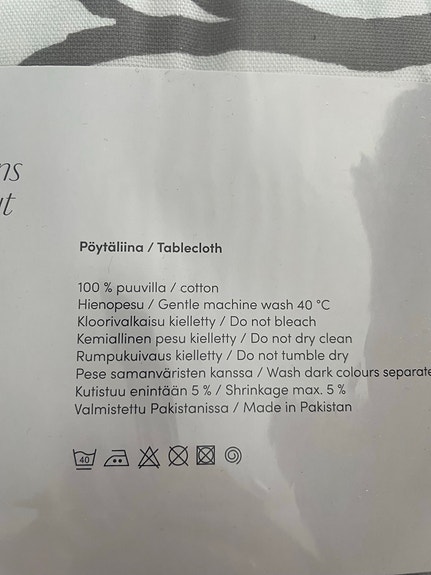 Pöytäliina / Tablecloth
100 % puuvilla / cotton
Hienopesu / Gentle machine wash 40 °C
Kloorivalkaisu kielletty / Do not bleach
Kemiallinen pesu kielletty / Do not dry clean
Rumpukuivaus kielletty / Do not tumble dry
Pese samanväristen kanssa / Wash dark colours separate
Kutistuu enintään 5 % / Shrinkage max. 5 %
Valmistettu Pakistanissa / Made in Pakistan
40